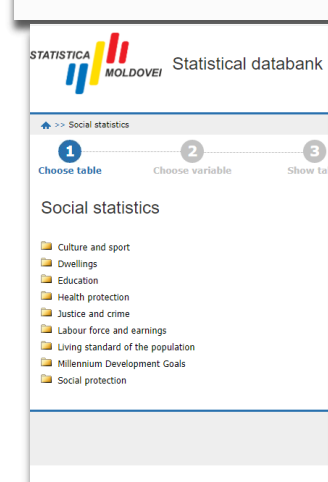 STATISTICA
MOLDOVEI
Statistical databank
>> Social statistics
1
2
3
Choose table
Choose variable
Show ta
Social statistics
Culture and sport
Dwellings
Education
Health protection
Justice and crime
Labour force and earnings
Living standard of the population
Millennium Development Goals
Social protection